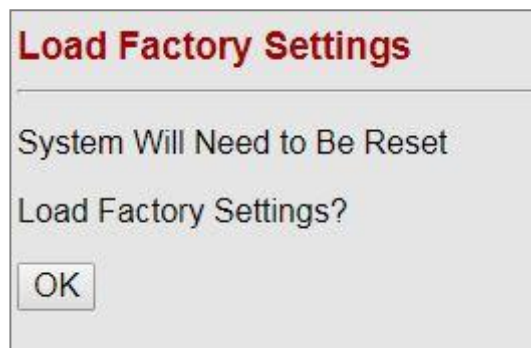 Load Factory Settings
System Will Need to Be Reset
Load Factory Settings?
OK